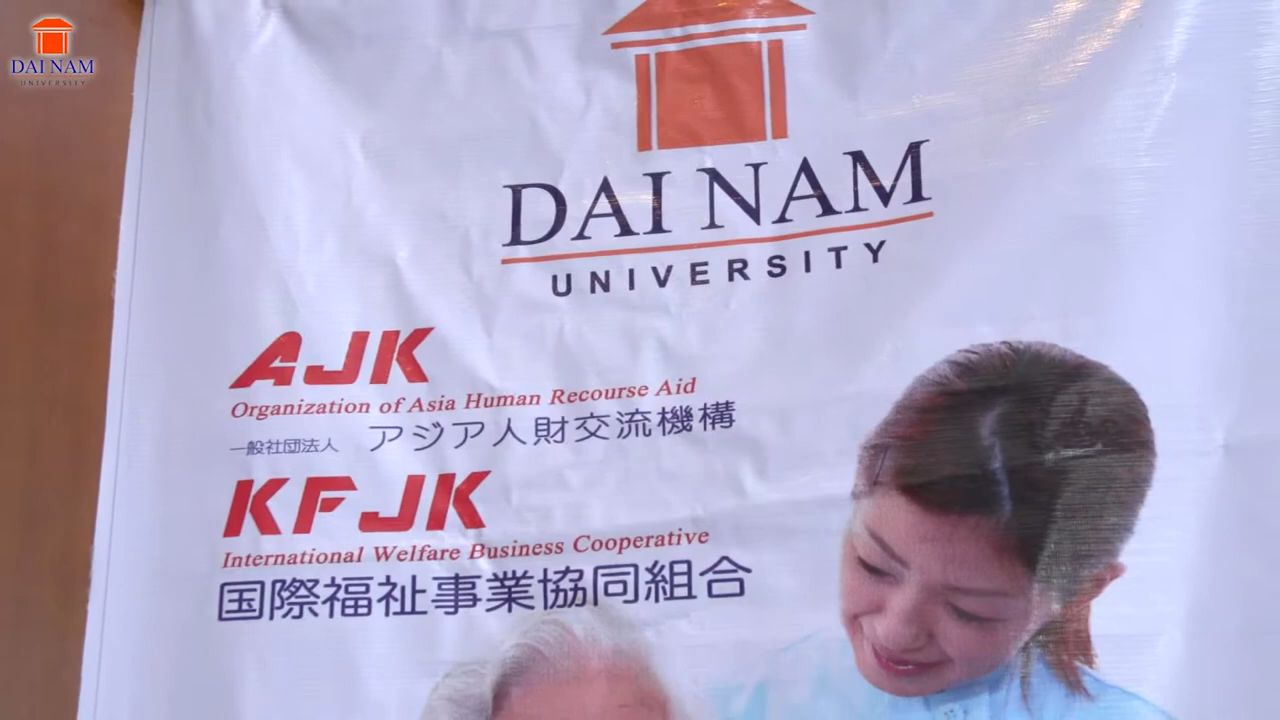 DAI NAM
UNIVERSITY
DAI NAM
UNIVERSITY
AJK
Organization of Asia Human Recourse Aid
一般社団法人 アジア人財交流機構
KFJK
International Welfare Business Cooperative
国際福祉事業協同組合